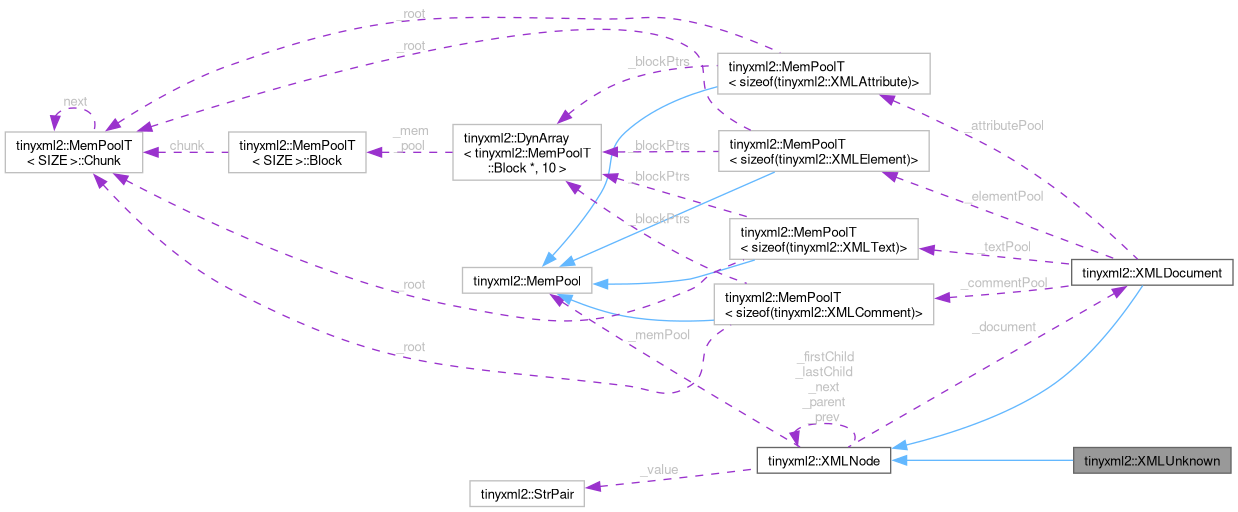 _root
_root
tinyxml2::MemPoolT
< sizeof(tinyxml2::XMLAttribute)>
_blockPtrs
next
tinyxml2::MemPoolT
< SIZE >::Chunk
chunk
tinyxml2::MemPoolT
< SIZE >::Block
_mem
_pool
tinyxml2::DynArray
< tinyxml2::MemPoolT
::Block *, 10 >
_blockPtrs
tinyxml2::MemPoolT
< sizeof(tinyxml2::XMLElement)>
_attributePool
_blockPtrs
_elementPool
_blockPtrs
tinyxml2::MemPoolT
< sizeof(tinyxml2::XMLText)>
_textPool
tinyxml2::XMLDocument
tinyxml2::MemPool
_root
tinyxml2::MemPoolT
< sizeof(tinyxml2::XMLComment)>
_commentPool
_document
_memPool
_root
_firstChild
_lastChild
_next
_parent
_prev
tinyxml2::XMLNode
tinyxml2::XMLUnknown
_value
tinyxml2::StrPair